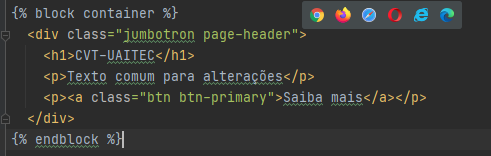 {% block container %}
<div class="jumbotron page-header">
<h1>CVT-UAITEC</h1>
<p>Texto comum para alterações</p>
<p><a class="btn btn-primary">Saiba mais</a></p>
</div>
{% endblock %}